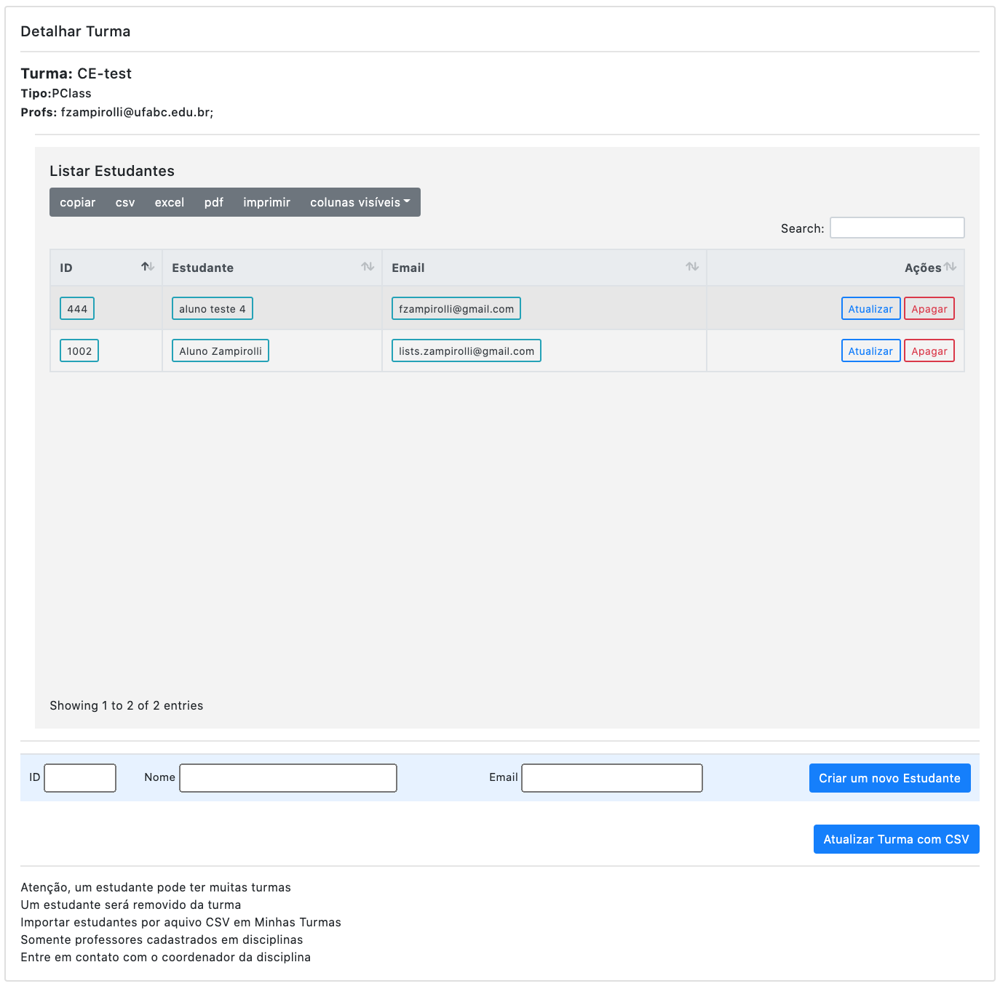 Detalhar Turma
Turma: CE-test
Tipo:PClass
Profs: fzampirolli@ufabc.edu.br;
Listar Estudantes
copiar csv excel pdf imprimir colunas visíveis
Search:
ID Estudante Email Ações
444 aluno teste 4 fzampirolli@gmail.com Atualizar Apagar
1002 Aluno Zampirolli lists.zampirolli@gmail.com Atualizar Apagar
Showing 1 to 2 of 2 entries
ID Nome Email Criar um novo Estudante
Atualizar Turma com CSV
Atenção, um estudante pode ter muitas turmas
Um estudante será removido da turma
Importar estudantes por aquivo CSV em Minhas Turmas
Somente professores cadastrados em disciplinas
Entre em contato com o coordenador da disciplina